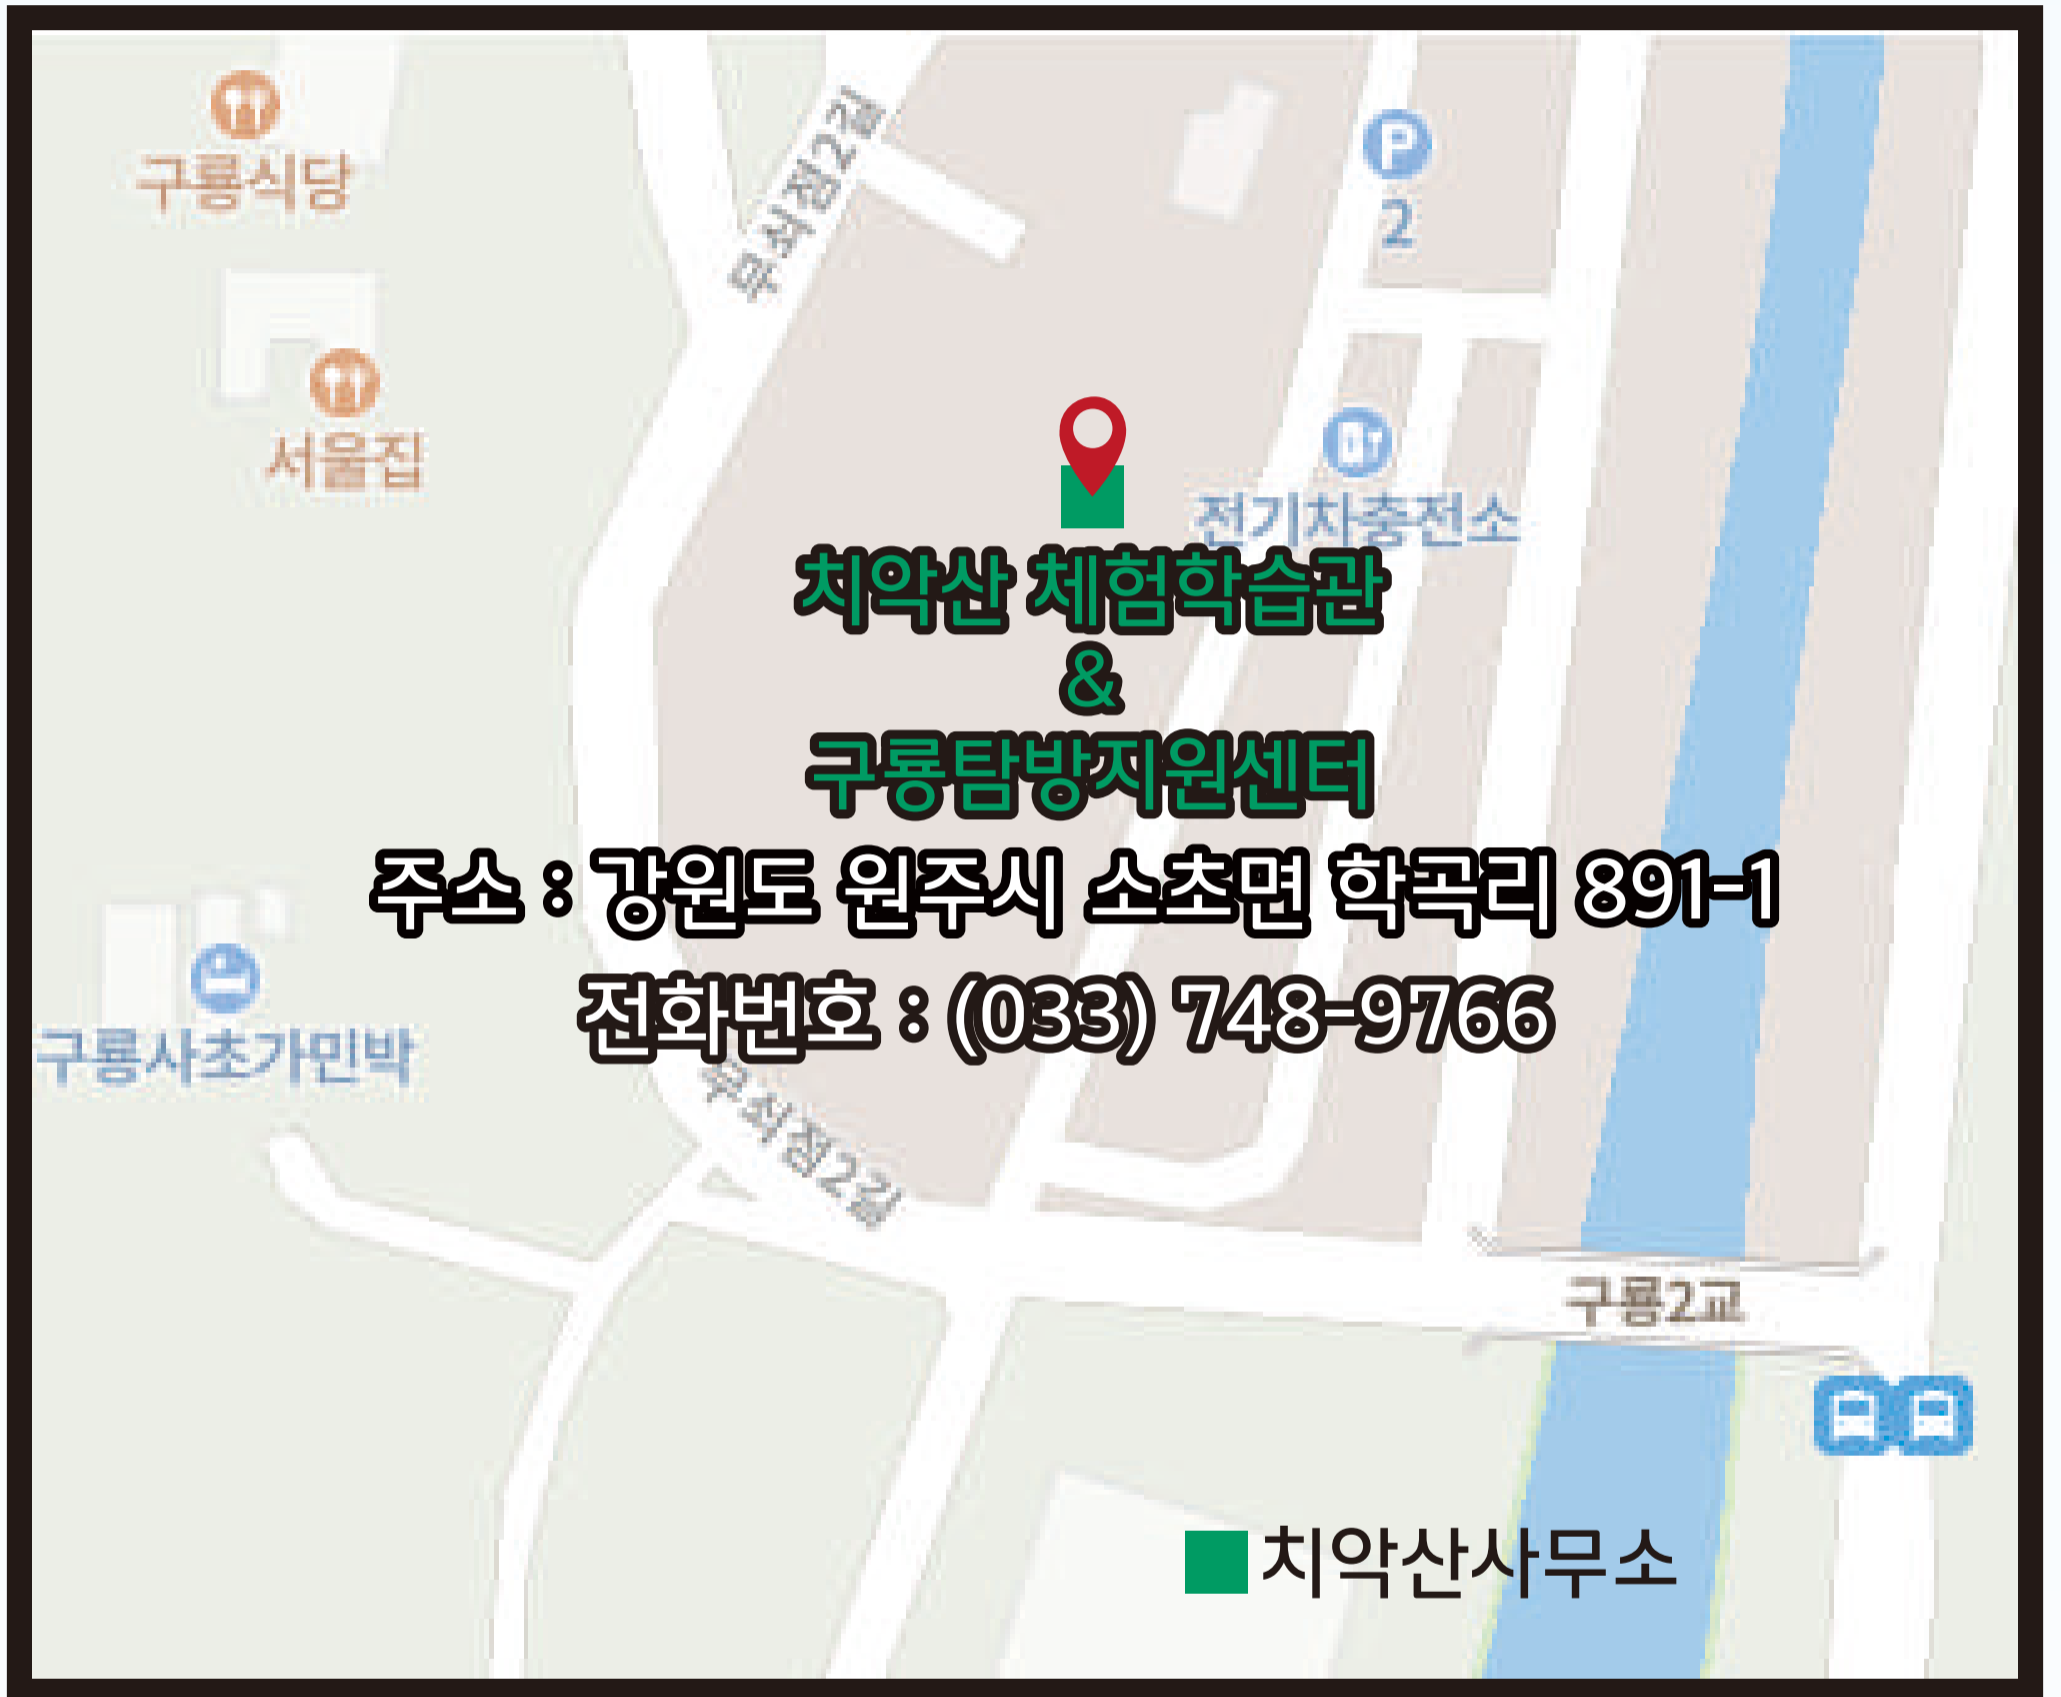 구룡식당
무쇠점2길
P
2
서울집
전기차충전소
치악산 체험학습관
&
구룡탐방지원센터
주소 : 강원도 원주시 소초면 학곡리 891-1
전화번호 : (033) 748-9766
구룡사초가민박
무쇠점2길
구룡2교
치악산사무소